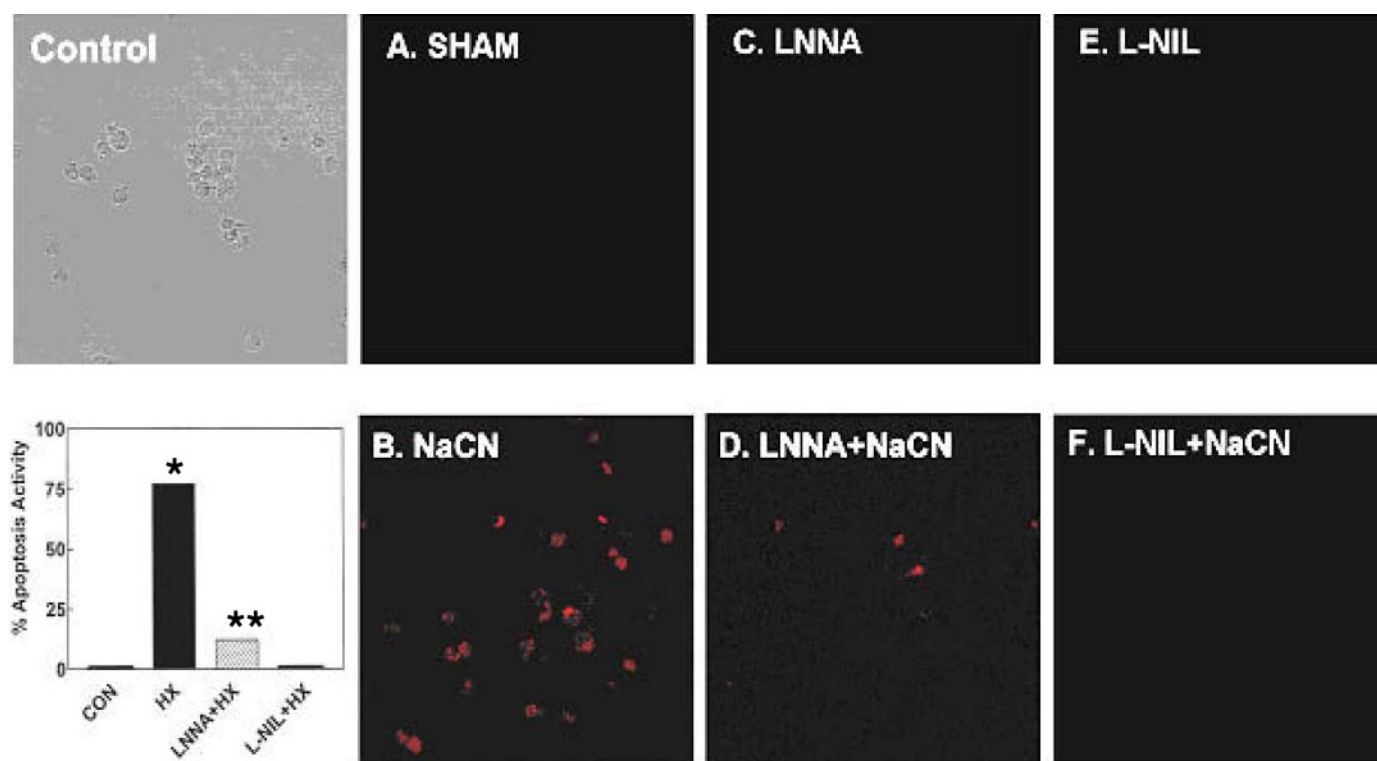 Control
A. SHAM
C. LNNA
E. L-NIL
100
75
50
25
0
% Apoptosis Activity
*
**
CON
HX
LNNA+HX
L-NIL+HX
B. NaCN
D. LNNA+NaCN
F. L-NIL+NaCN